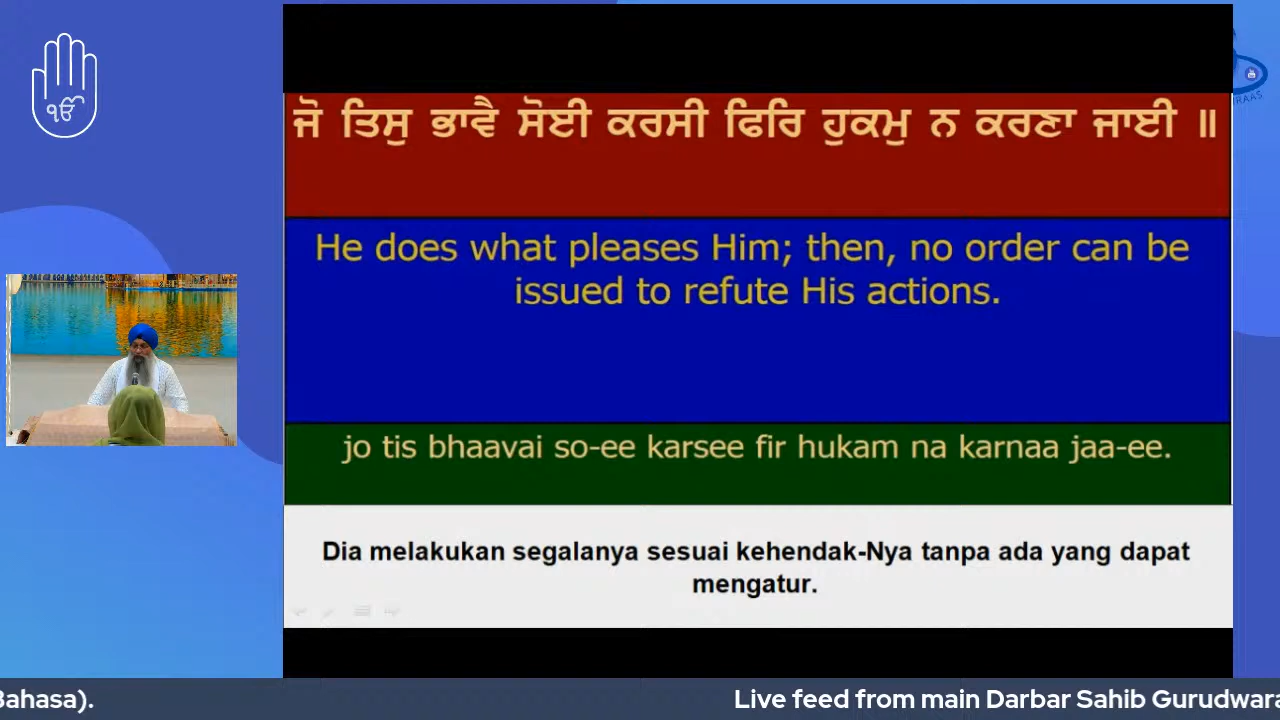 ੴ
ਜੋ ਤਿਸੁ ਭਾਵੈ ਸੋਈ ਕਰਸੀ ਫਿਰਿ ਹੁਕਮੁ ਨ ਕਰਣਾ ਜਾਈ ॥
He does what pleases Him; then, no order can be
issued to refute His actions.
jo tis bhaavai so-ee karsee fir hukam na karnaa jaa-ee.
Dia melakukan segalanya sesuai kehendak-Nya tanpa ada yang dapat
mengatur.
Bahasa). Live feed from main Darbar Sahib Gurudwara